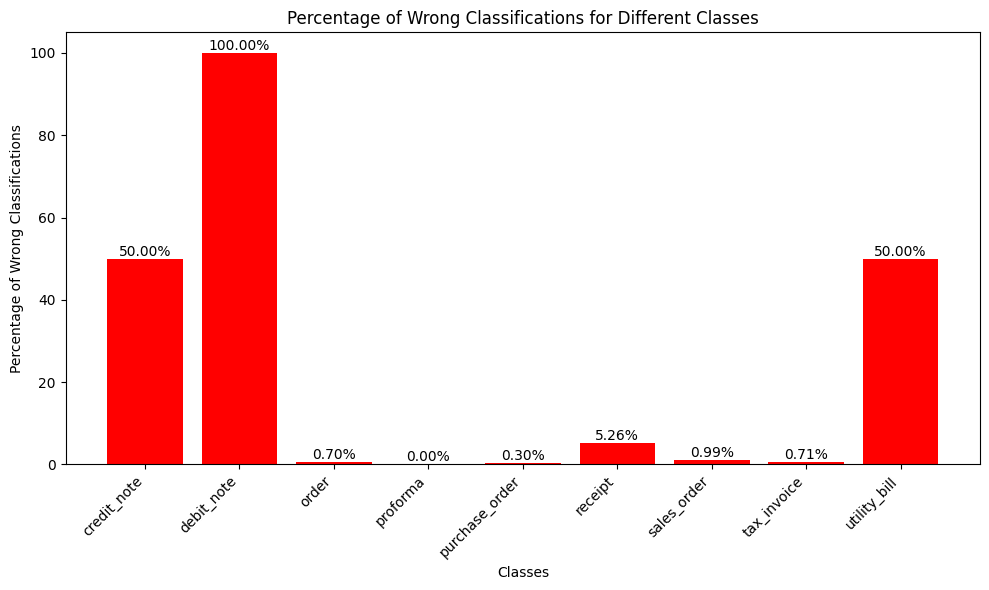 Percentage of Wrong Classifications for Different Classes
Percentage of Wrong Classifications
100
80
60
40
20
0
50.00%
100.00%
0.70%
0.00%
0.30%
5.26%
0.99%
0.71%
50.00%
credit_note
debit_note
order
proforma
purchase_order
receipt
sales_order
tax_invoice
utility_bill
Classes